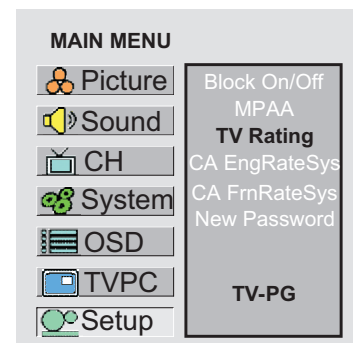 MAIN MENU
Picture
Sound
CH
System
OSD
TVPC
Setup
Block On/Off
MPAA
TV Rating
CA EngRateSys
CA FrnRateSys
New Password
TV-PG